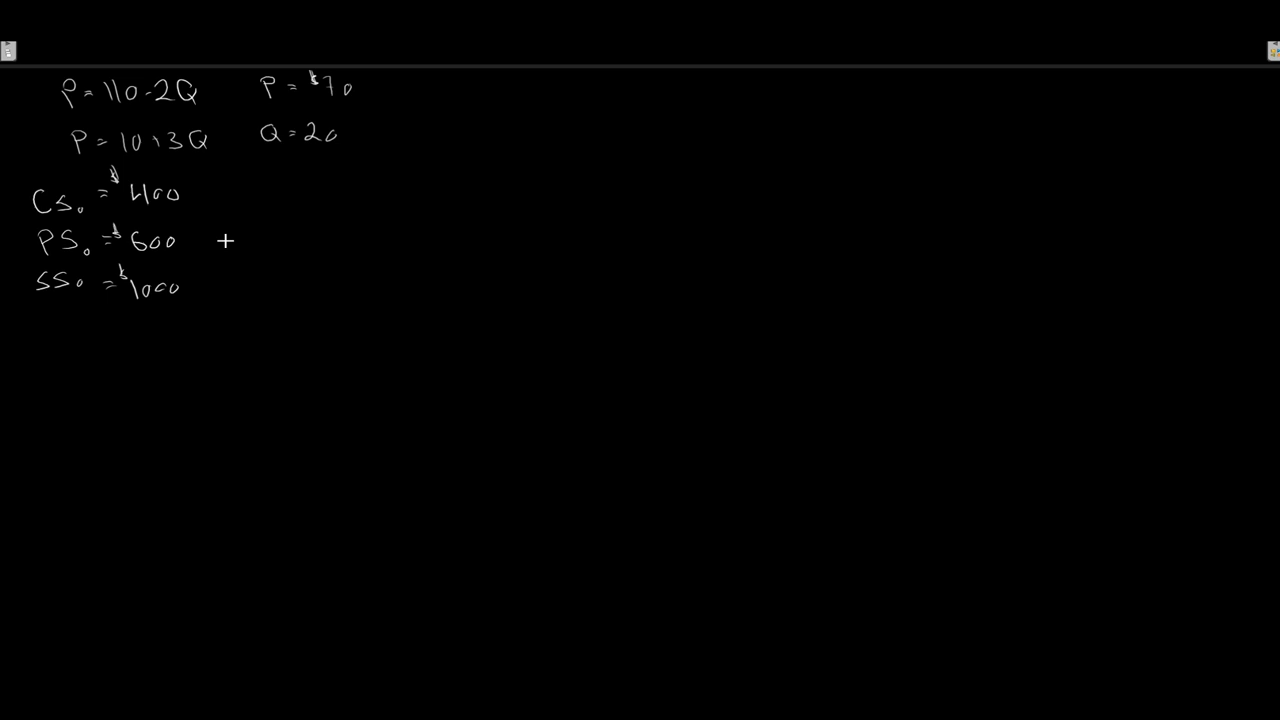 P = 110 - 2Q
P = $70
P = 10 + 3Q
Q = 20
CS₀ = $400
PS₀ = $600
SS₀ = $1000